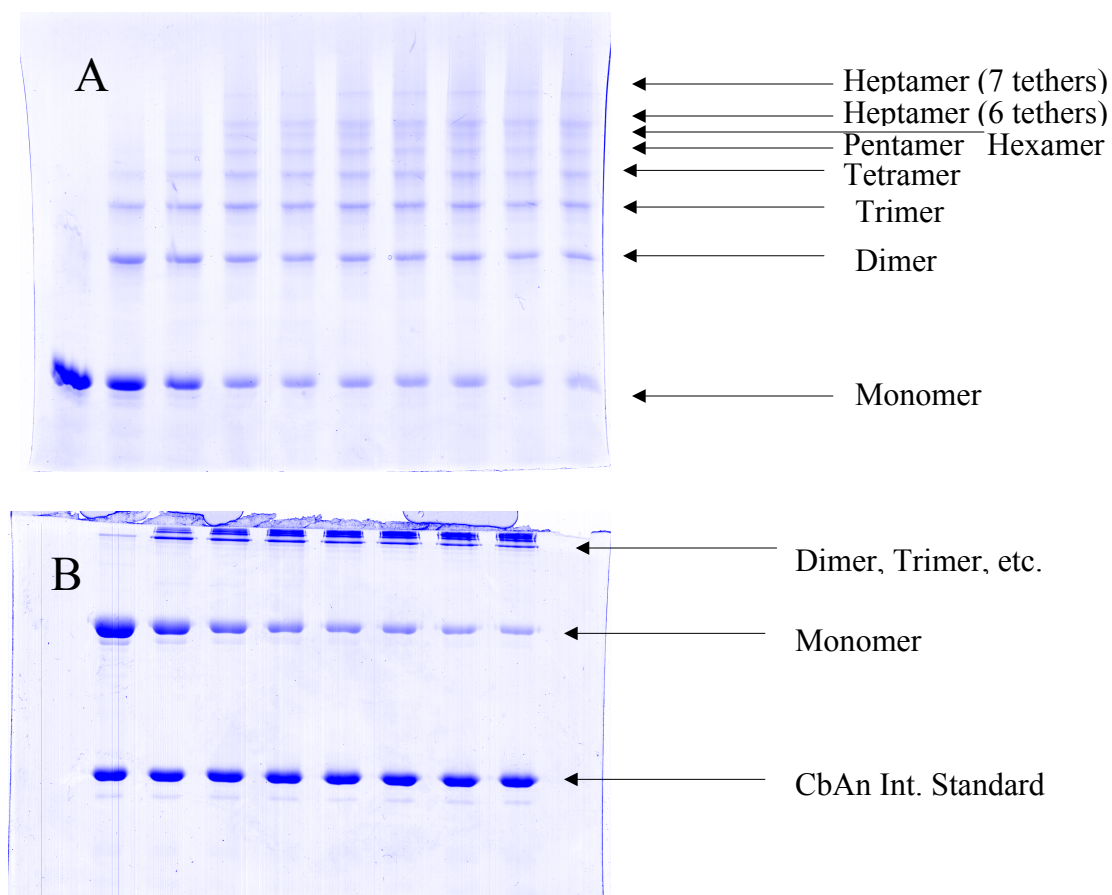 A
Heptamer (7 tethers)
Heptamer (6 tethers)
Pentamer Hexamer
Tetramer
Trimer
Dimer
Monomer
B
Dimer, Trimer, etc.
Monomer
CbAn Int. Standard